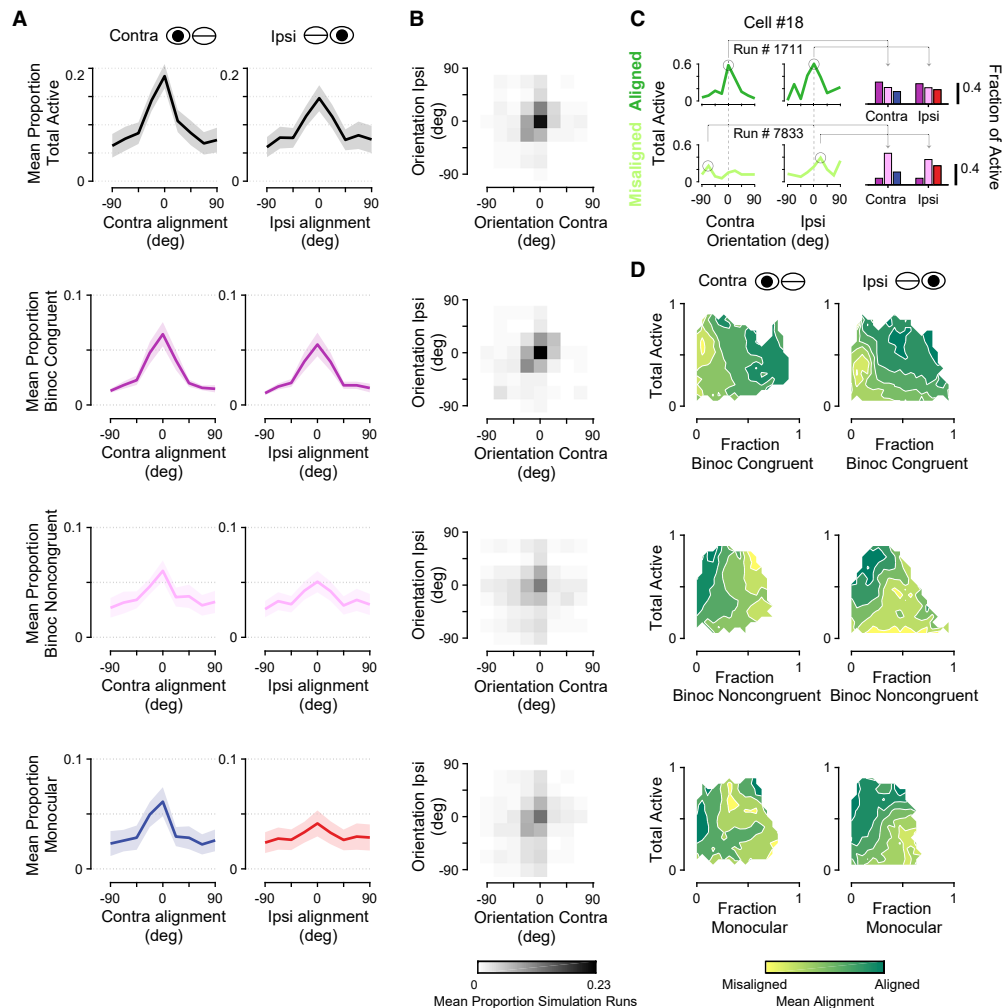 A
Contra
Ipsi
Mean Proportion
Total Active
0.2
0
-90 0 90
Contra alignment
(deg)
-90 0 90
Ipsi alignment
(deg)
Mean Proportion
Binoc Congruent
0.1
0
-90 0 90
Contra alignment
(deg)
0.1
0
-90 0 90
Ipsi alignment
(deg)
Mean Proportion
Binoc Noncongruent
0.1
0
-90 0 90
Contra alignment
(deg)
0.1
0
-90 0 90
Ipsi alignment
(deg)
Mean Proportion
Monocular
0.1
0
-90 0 90
Contra alignment
(deg)
0.1
0
-90 0 90
Ipsi alignment
(deg)
B
Orientation Ipsi
(deg)
90
0
-90
-90 0 90
Orientation Contra
Orientation Ipsi
(deg)
90
0
-90
-90 0 90
Orientation Contra
Orientation Ipsi
(deg)
90
0
-90
-90 0 90
Orientation Contra
Orientation Ipsi
(deg)
90
0
-90
-90 0 90
Orientation Contra
0 0.23
Mean Proportion Simulation Runs
C
Cell #18
Misaligned Aligned
Total Active
Run # 1711
0.6
0
Contra Ipsi
0.4
Run # 7833
0.6
0
-90 0 90
Contra
-90 0 90
Ipsi
Orientation (deg)
Contra Ipsi
0.4
Fraction of Active
D
Contra
Ipsi
Total Active
1
0
0 1
Fraction
Binoc Congruent
1
0
0 1
Fraction
Binoc Congruent
Total Active
1
0
0 1
Fraction
Binoc Noncongruent
1
0
0 1
Fraction
Binoc Noncongruent
Total Active
1
0
0 1
Fraction
Monocular
1
0
0 1
Fraction
Monocular
Misaligned Aligned
Mean Alignment